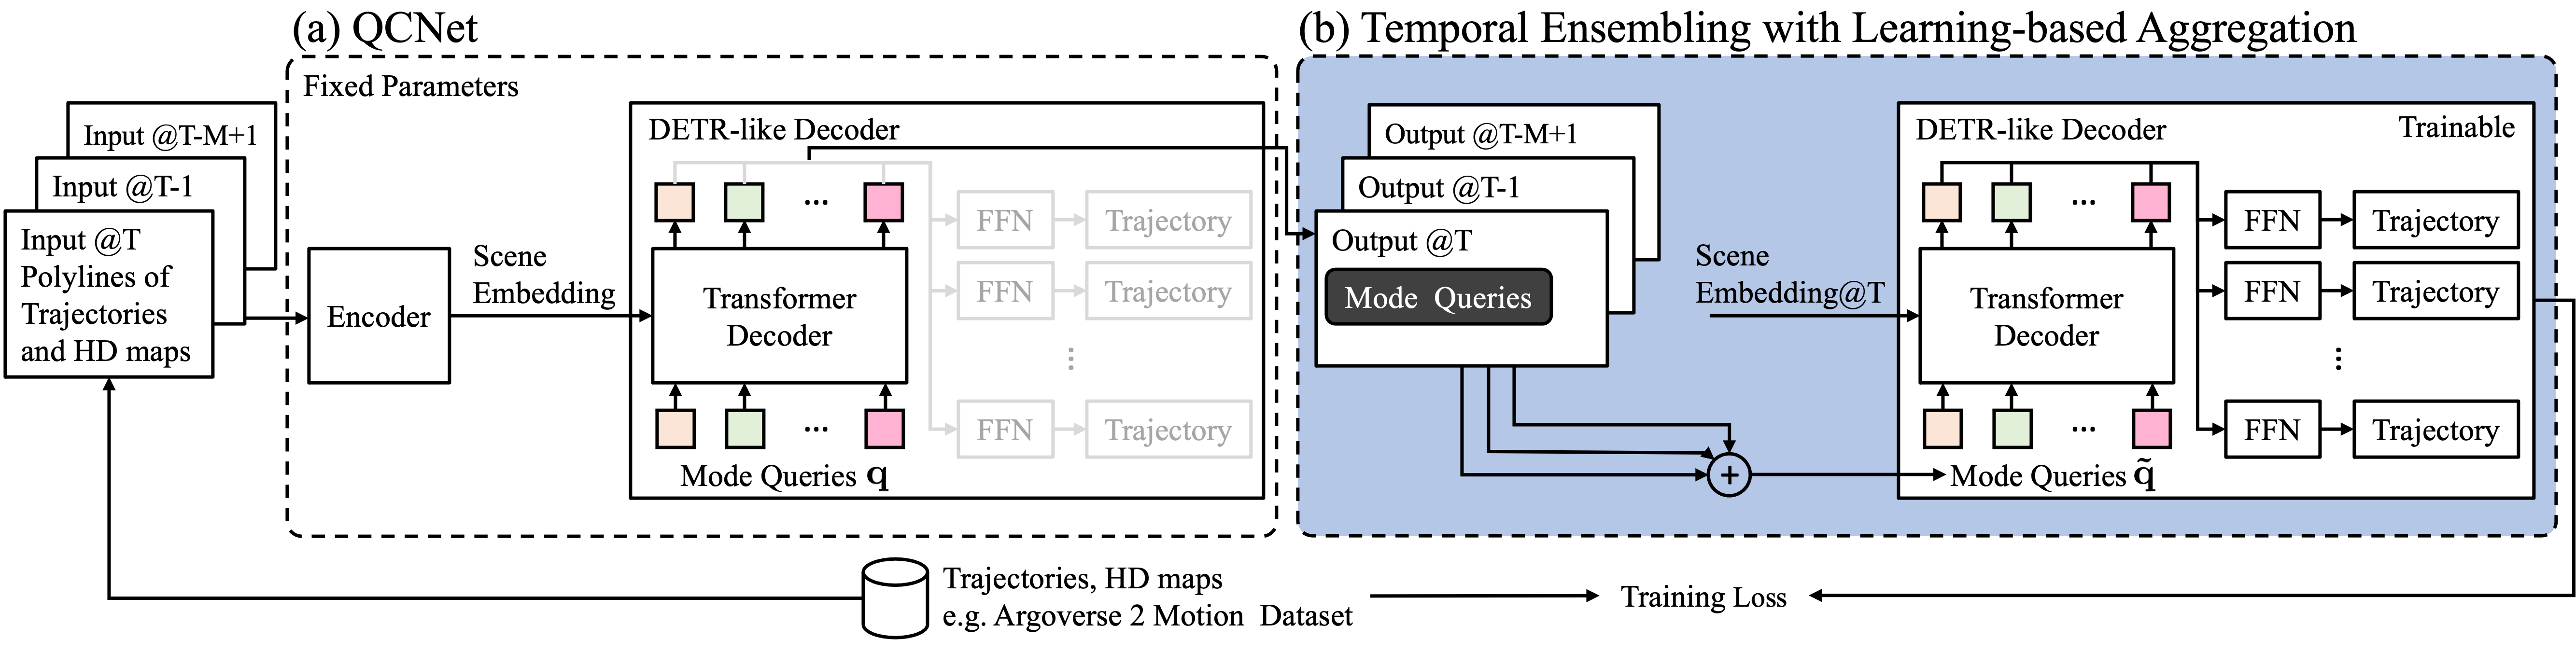 (a) QCNet
Fixed Parameters
Input @T-M+1
Input @T-1
Input @T
Polylines of
Trajectories
and HD maps
Encoder
Scene
Embedding
DETR-like Decoder
...
Transformer
Decoder
...
Mode Queries q
FFN
Trajectory
FFN
Trajectory
⋮
FFN
Trajectory
(b) Temporal Ensembling with Learning-based Aggregation
Output @T-M+1
Output @T-1
Output @T
Mode Queries
+
Scene
Embedding@T
DETR-like Decoder
Trainable
...
Transformer
Decoder
...
Mode Queries q̃
FFN
Trajectory
FFN
Trajectory
⋮
FFN
Trajectory
Trajectories, HD maps
e.g. Argoverse 2 Motion Dataset
Training Loss